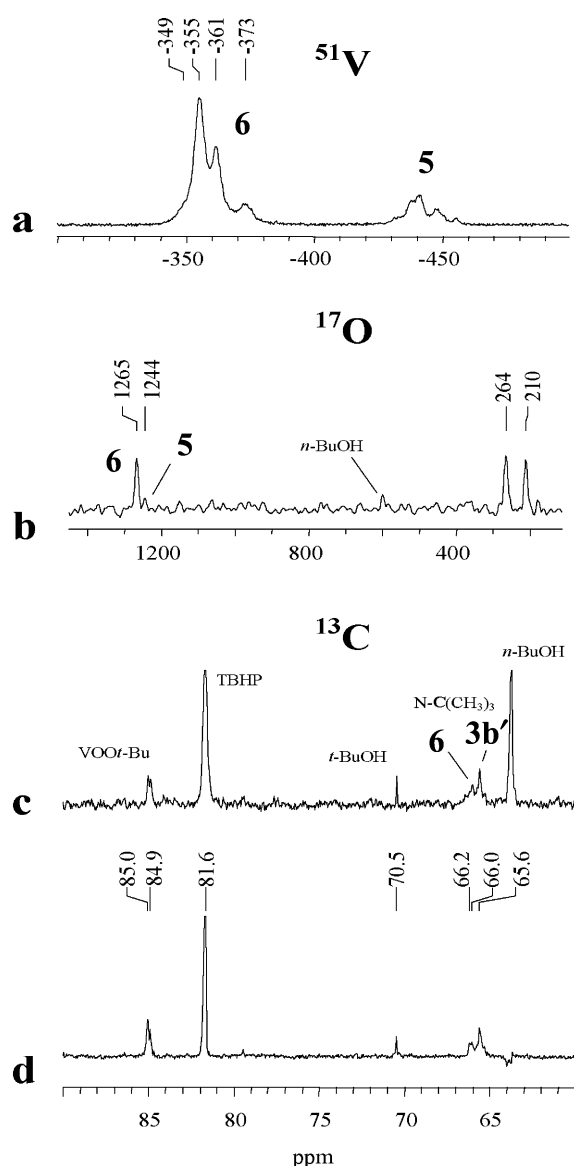 -349 -355 -361 -373
⁵¹V
6
5
a
-350 -400 -450
¹⁷O
1265 1244 264 210
6 5 n-BuOH
b
1200 800 600 400
¹³C
n-BuOH
TBHP
N-C(CH₃)₃
VOOt-Bu t-BuOH 6 3b′
c
85.0 84.9 81.6 70.5 66.2 66.0 65.6
d
85 80 75 70 65
ppm